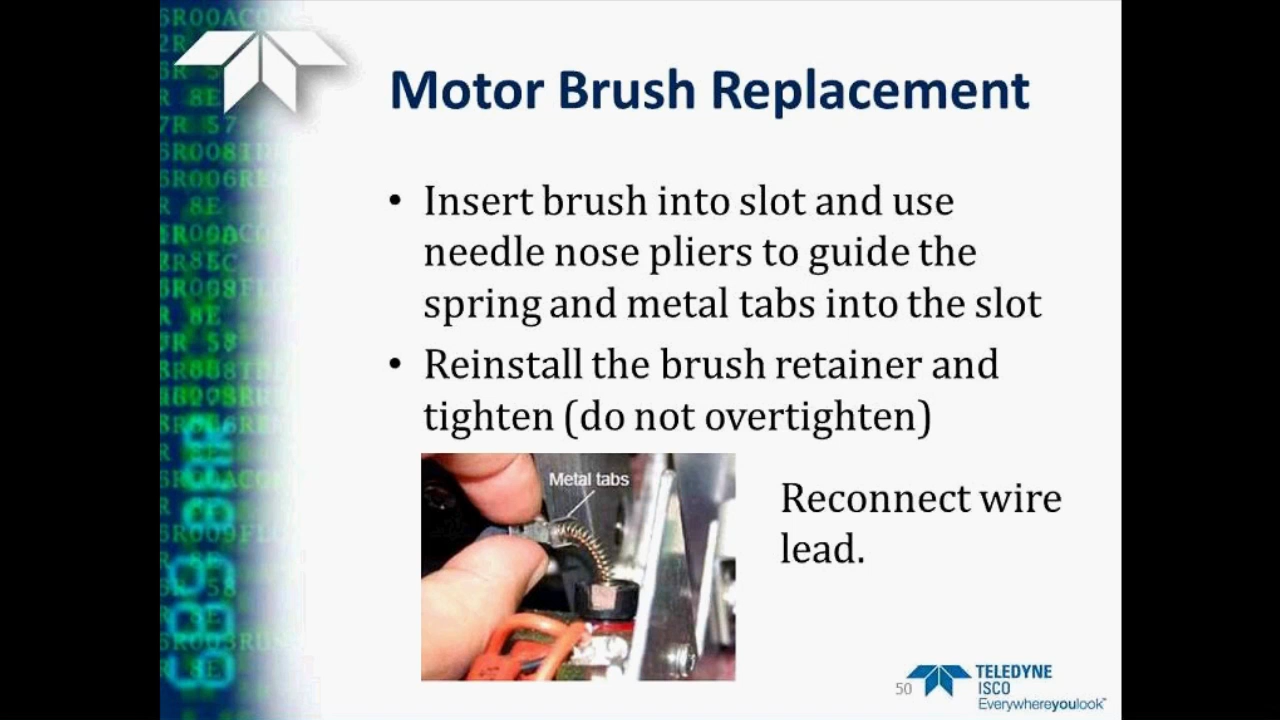 Motor Brush Replacement
• Insert brush into slot and use
needle nose pliers to guide the
spring and metal tabs into the slot
• Reinstall the brush retainer and
tighten (do not overtighten)
Metal tabs
Reconnect wire
lead.
50
TELEDYNE
ISCO
Everywhereyoulook™